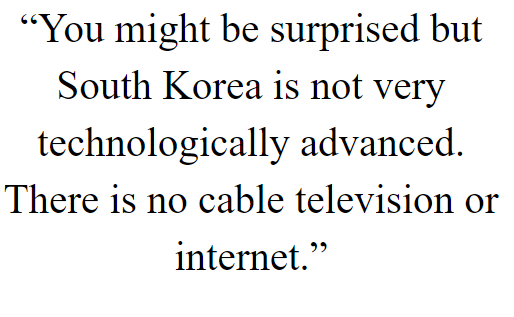 “You might be surprised but
South Korea is not very
technologically advanced.
There is no cable television or
internet.”